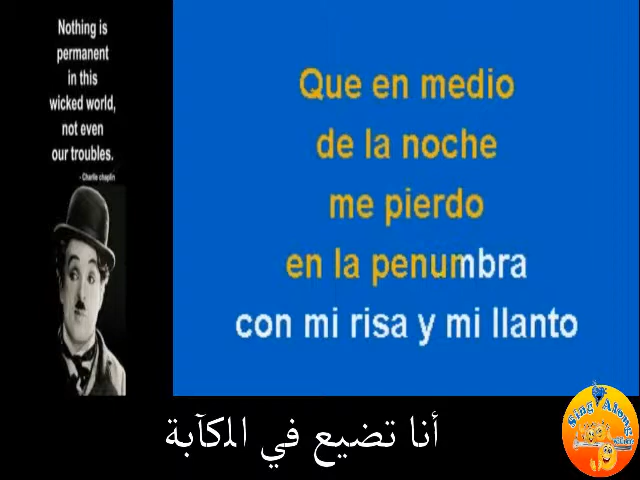 Nothing is
permanent
in this
wicked world,
not even
our troubles.
- Charlie chaplin
Que en medio
de la noche
me pierdo
en la penumbra
con mi risa y mi llanto
أنا تضيع في الكآبة
Sing Along